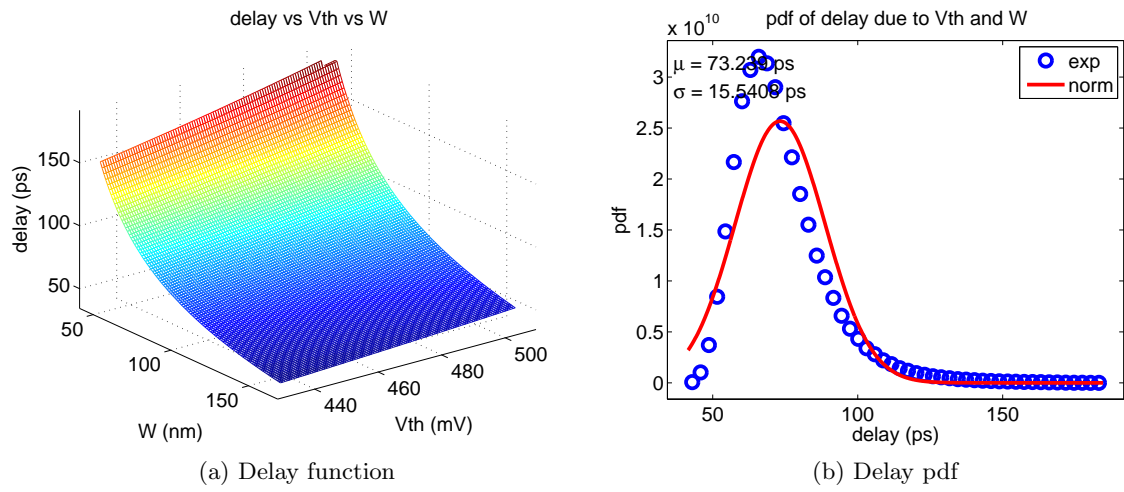 delay vs Vth vs W
delay (ps)
150
100
50
50
100
150
W (nm)
440
460
480
500
Vth (mV)
(a) Delay function
x 10^10
pdf of delay due to Vth and W
μ = 73.239 ps
σ = 15.5408 ps
exp
norm
pdf
3
2.5
2
1.5
1
0.5
0
50
100
150
delay (ps)
(b) Delay pdf